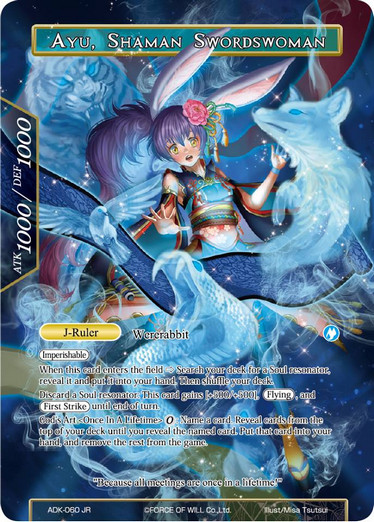 AYU, SHAMAN SWORDSWOMAN
ATK 1000 / DEF 1000
J-Ruler
Wererabbit
Imperishable
When this card enters the field => Search your deck for a Soul resonator,
reveal it and put it into your hand. Then shuffle your deck.
Discard a Soul resonator: This card gains [+500/+500], Flying, and
First Strike until end of turn.
God's Art <Once In A Lifetime> 0 : Name a card. Reveal cards from the
top of your deck until you reveal the named card. Put that card into your
hand, and remove the rest from the game.
"Because all meetings are once in a lifetime."
ADK-060 JR
©FORCE OF WILL Co.,Ltd.
Illust/Misa Tsutsui